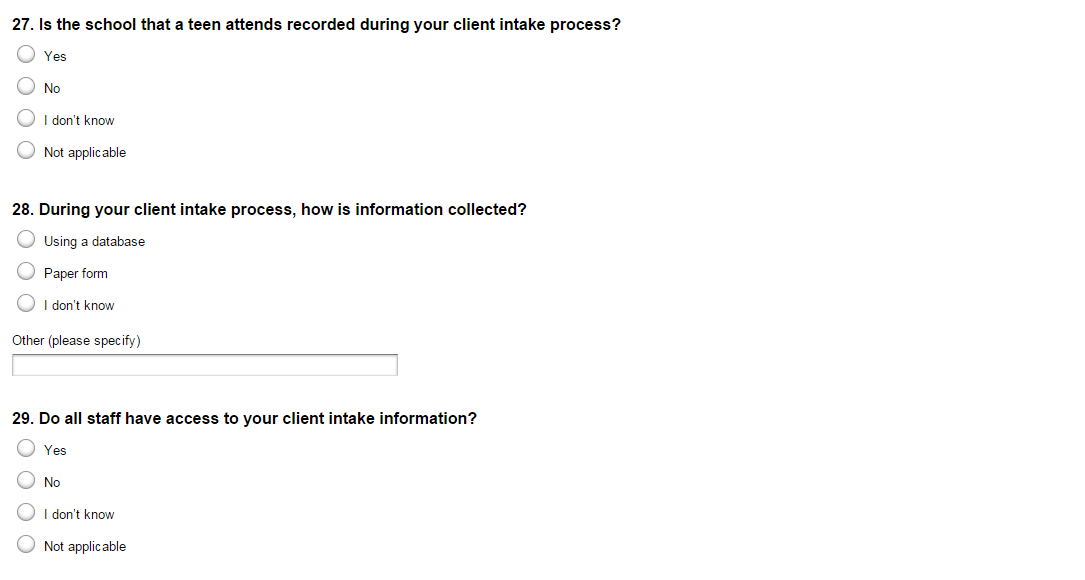 27. Is the school that a teen attends recorded during your client intake process?
Yes
No
I don't know
Not applicable
28. During your client intake process, how is information collected?
Using a database
Paper form
I don't know
Other (please specify)
29. Do all staff have access to your client intake information?
Yes
No
I don't know
Not applicable